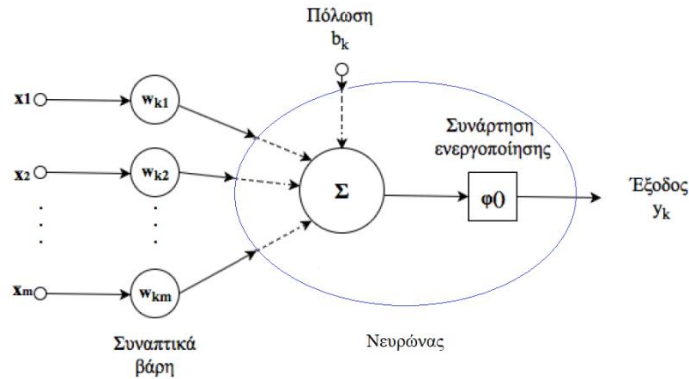 Πόλωση
b_k
x1
w_k1
Συνάρτηση
ενεργοποίησης
x2
w_k2
Σ
φ()
Έξοδος
y_k
x_m
w_km
Συναπτικά
βάρη
Νευρώνας